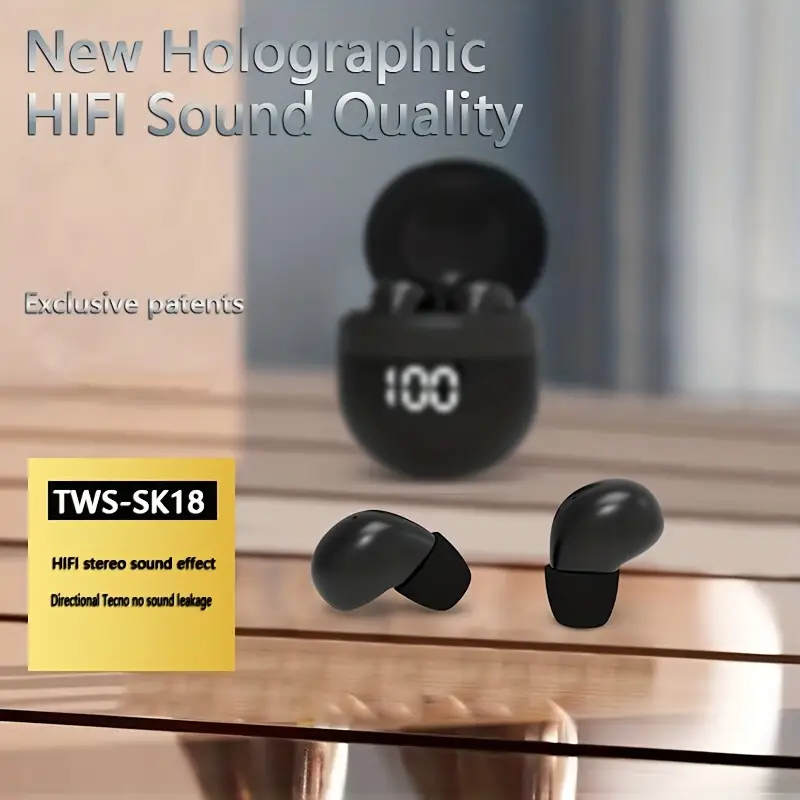 New Holographic
HIFI Sound Quality
Exclusive patents
100
TWS-SK18
HIFI stereo sound effect
Directional Tecno no sound leakage